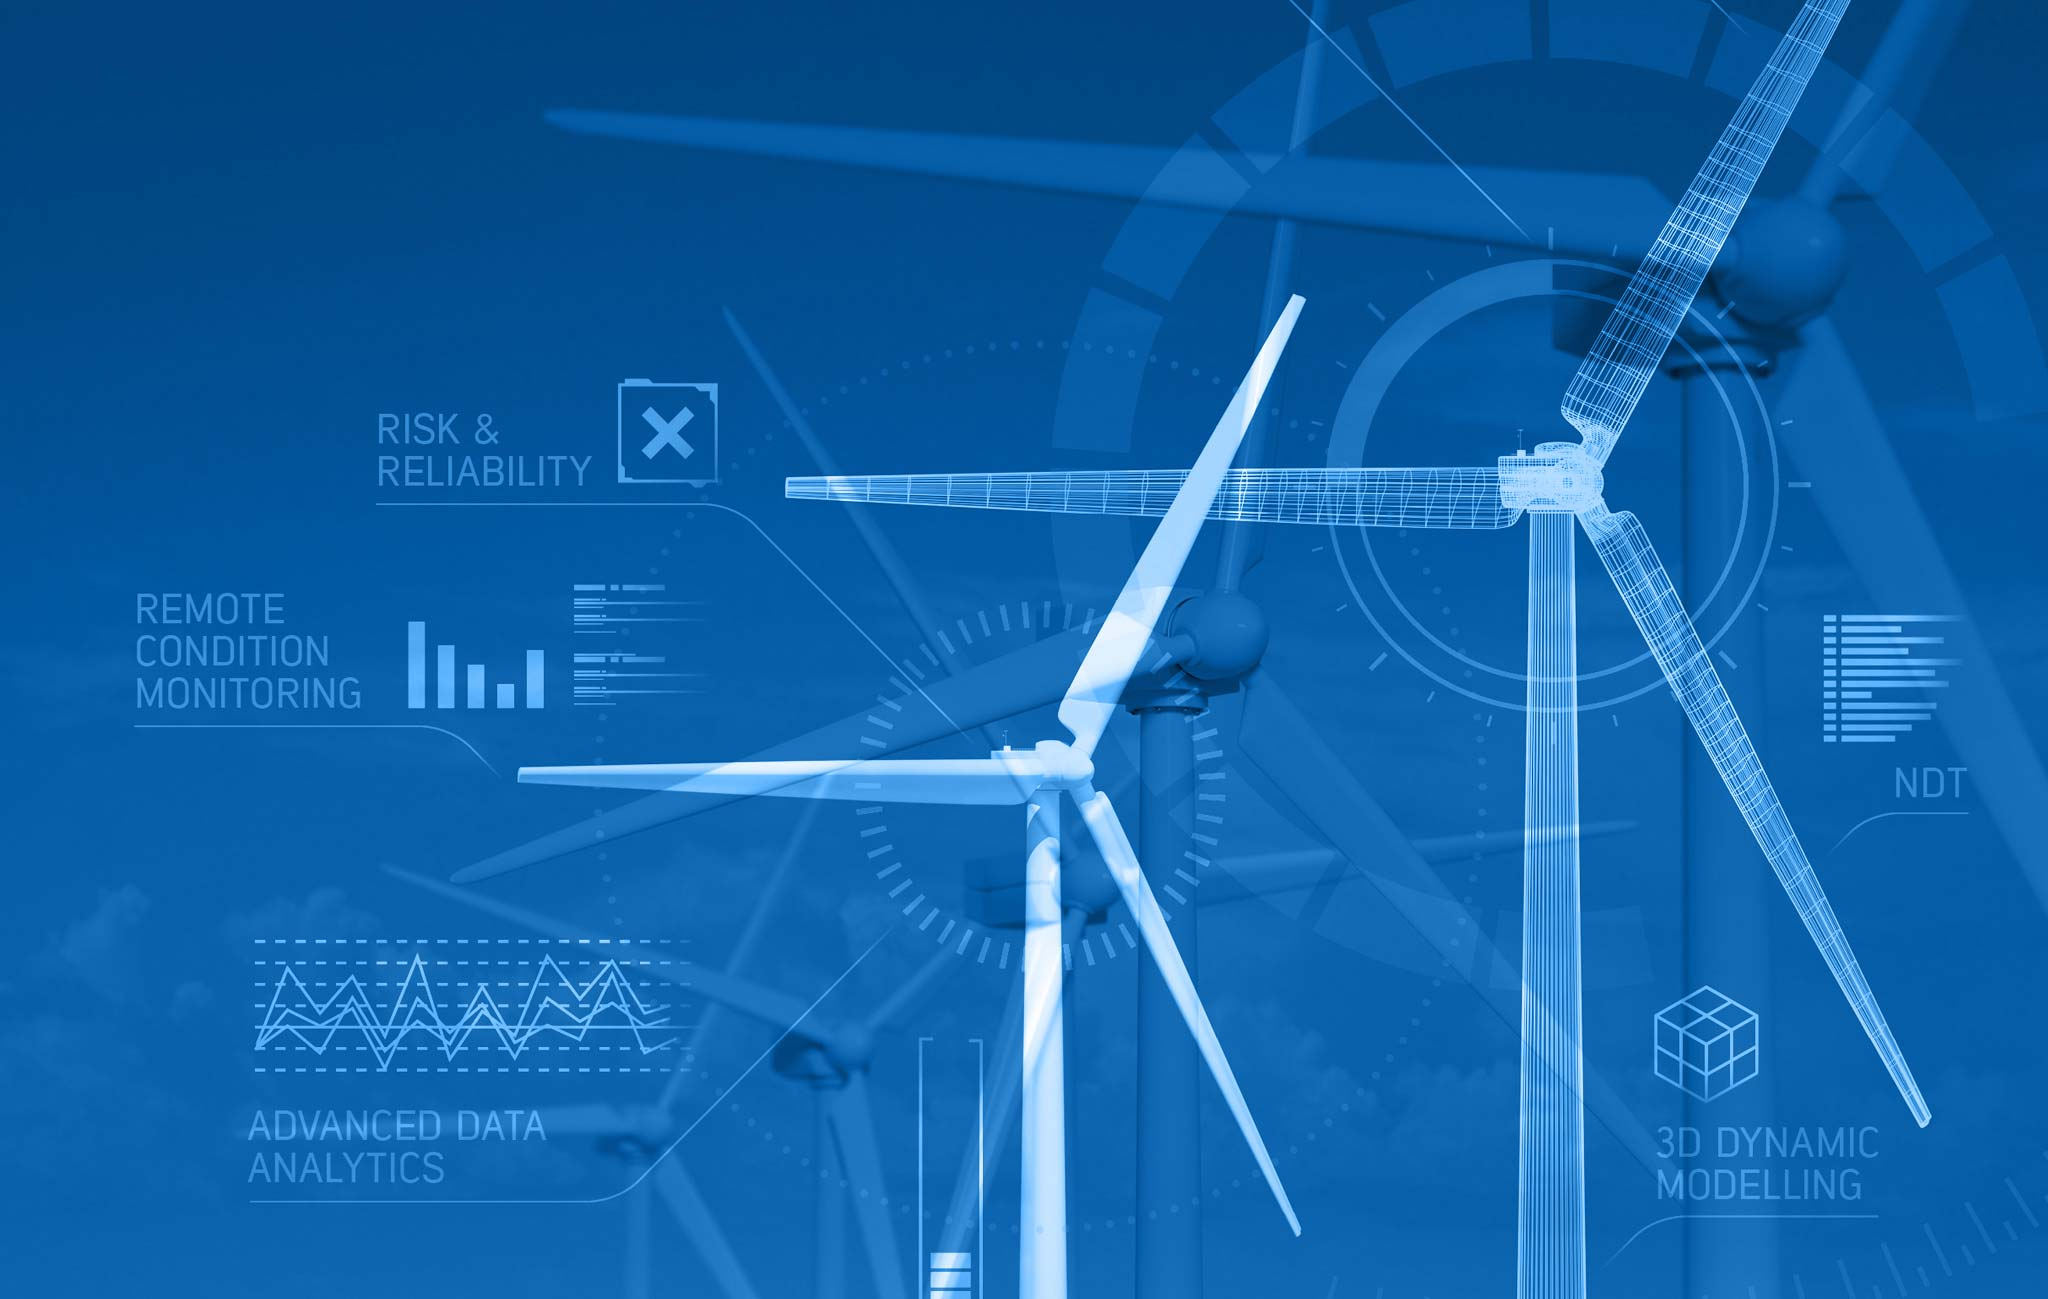 RISK &
RELIABILITY
REMOTE
CONDITION
MONITORING
NDT
ADVANCED DATA
ANALYTICS
3D DYNAMIC
MODELLING